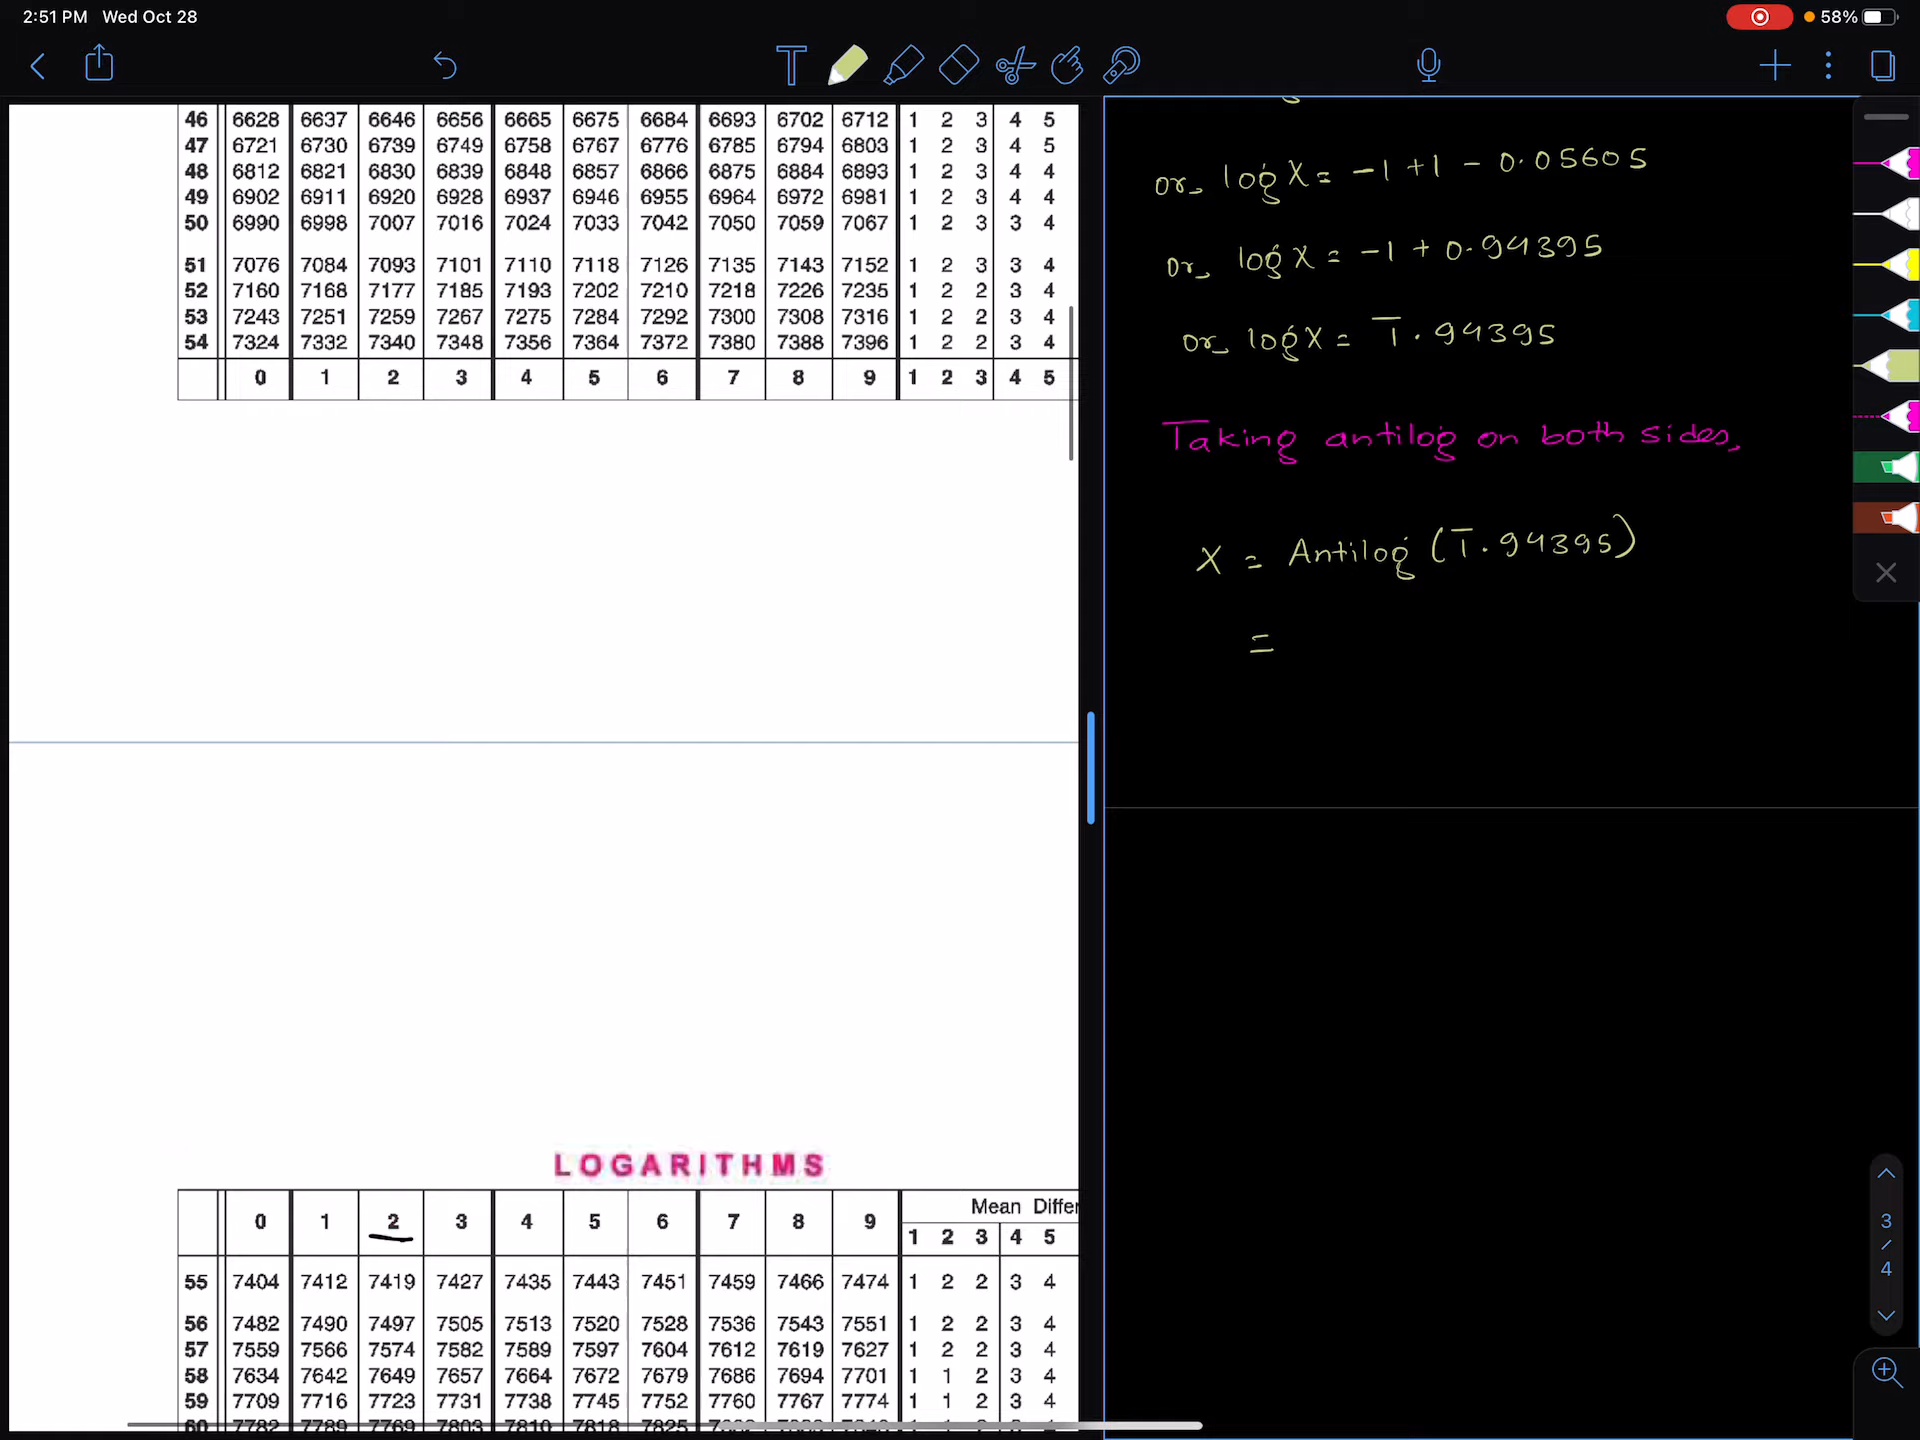 2:51 PM Wed Oct 28
58%
46 6628 6637 6646 6656 6665 6675 6684 6693 6702 6712 1 2 3 4 5
47 6721 6730 6739 6749 6758 6767 6776 6785 6794 6803 1 2 3 4 5
48 6812 6821 6830 6839 6848 6857 6866 6875 6884 6893 1 2 3 4 4
49 6902 6911 6920 6928 6937 6946 6955 6964 6972 6981 1 2 3 4 4
50 6990 6998 7007 7016 7024 7033 7042 7050 7059 7067 1 2 3 3 4
51 7076 7084 7093 7101 7110 7118 7126 7135 7143 7152 1 2 3 3 4
52 7160 7168 7177 7185 7193 7202 7210 7218 7226 7235 1 2 2 3 4
53 7243 7251 7259 7267 7275 7284 7292 7300 7308 7316 1 2 2 3 4
54 7324 7332 7340 7348 7356 7364 7372 7380 7388 7396 1 2 2 3 4
0 1 2 3 4 5 6 7 8 9 1 2 3 4 5
LOGARITHMS
Mean Differ
0 1 2 3 4 5 6 7 8 9 1 2 3 4 5
55 7404 7412 7419 7427 7435 7443 7451 7459 7466 7474 1 2 2 3 4
56 7482 7490 7497 7505 7513 7520 7528 7536 7543 7551 1 2 2 3 4
57 7559 7566 7574 7582 7589 7597 7604 7612 7619 7627 1 2 2 3 4
58 7634 7642 7649 7657 7664 7672 7679 7686 7694 7701 1 1 2 3 4
59 7709 7716 7723 7731 7738 7745 7752 7760 7767 7774 1 1 2 3 4
60 7782 7789 7769 7803 7810 7818 7825
or, log X = -1 + 1 - 0.05605
or, log X = -1 + 0.94395
or, log X = 1̅.94395
Taking antilog on both sides,
X = Antilog (1̅.94395)
=
3
/
4